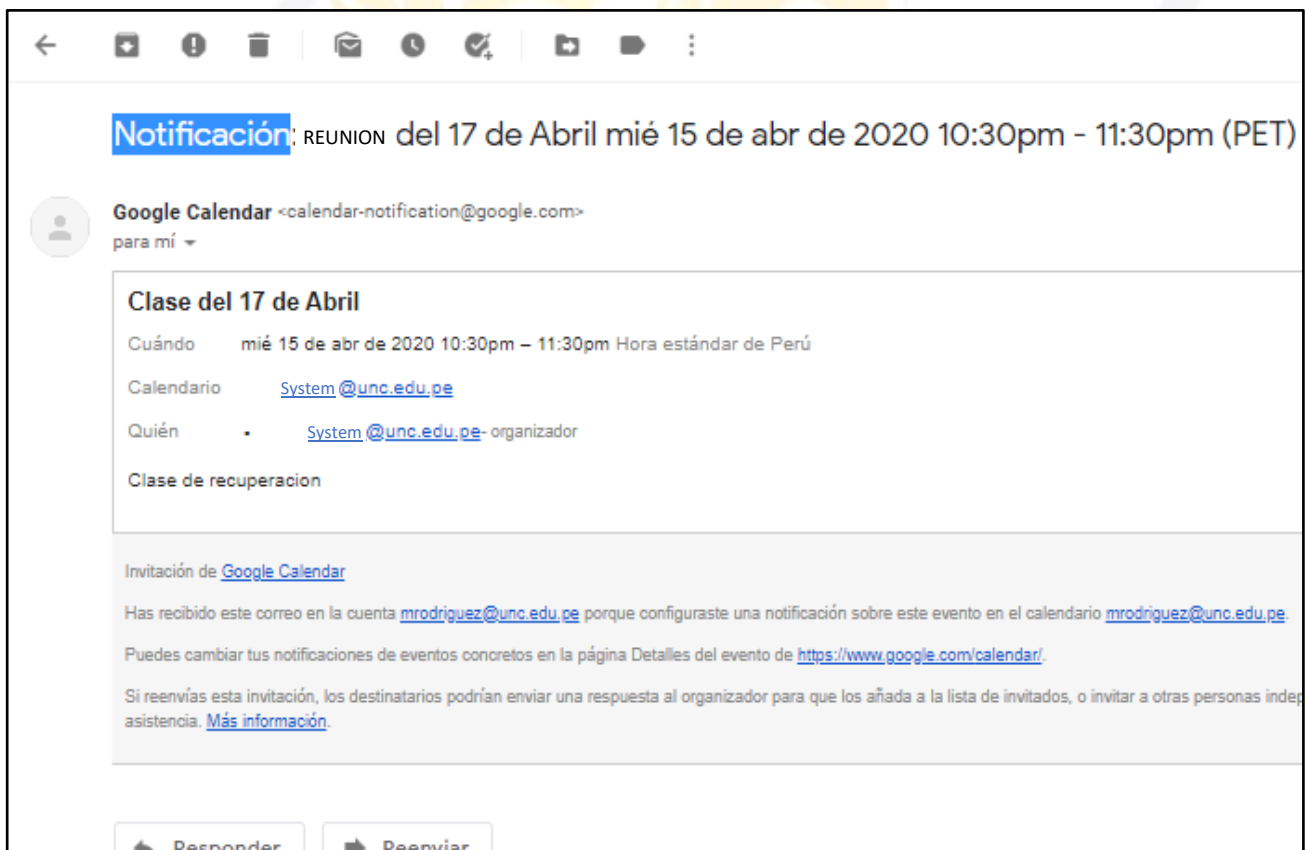 Notificación: REUNION del 17 de Abril mié 15 de abr de 2020 10:30pm - 11:30pm (PET)
Google Calendar <calendar-notification@google.com>
para mí
Clase del 17 de Abril
Cuándo mié 15 de abr de 2020 10:30pm – 11:30pm Hora estándar de Perú
Calendario System @unc.edu.pe
Quién • System @unc.edu.pe- organizador
Clase de recuperacion
Invitación de Google Calendar
Has recibido este correo en la cuenta mrodriguez@unc.edu.pe porque configuraste una notificación sobre este evento en el calendario mrodriguez@unc.edu.pe.
Puedes cambiar tus notificaciones de eventos concretos en la página Detalles del evento de https://www.google.com/calendar/.
Si reenvías esta invitación, los destinatarios podrían enviar una respuesta al organizador para que los añada a la lista de invitados, o invitar a otras personas
asistencia. Más información.
Responder Reenviar